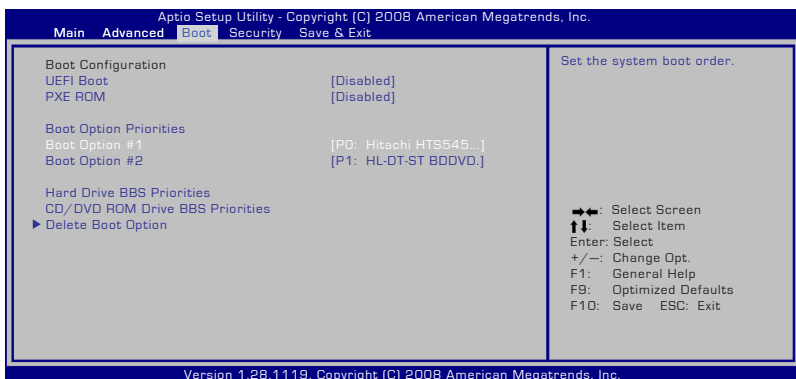 Aptio Setup Utility - Copyright (C) 2008 American Megatrends, Inc.
Main Advanced Boot Security Save & Exit
Boot Configuration
UEFI Boot [Disabled]
PXE ROM [Disabled]
Boot Option Priorities
Boot Option #1 [P0: Hitachi HTS545...]
Boot Option #2 [P1: HL-DT-ST BDDVD.]
Hard Drive BBS Priorities
CD/DVD ROM Drive BBS Priorities
Delete Boot Option
Set the system boot order.
→←: Select Screen
↑↓: Select Item
Enter: Select
+/—: Change Opt.
F1: General Help
F9: Optimized Defaults
F10: Save ESC: Exit
Version 1.28.1119. Copyright (C) 2008 American Megatrends, Inc.